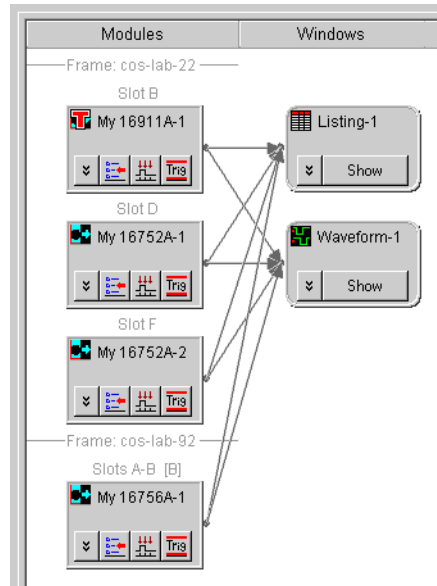 Modules Windows
Frame: cos-lab-22
Slot B
My 16911A-1 Listing-1
Trig Show
Slot D
My 16752A-1 Waveform-1
Trig Show
Slot F
My 16752A-2
Trig
Frame: cos-lab-92
Slots A-B [B]
My 16756A-1
Trig